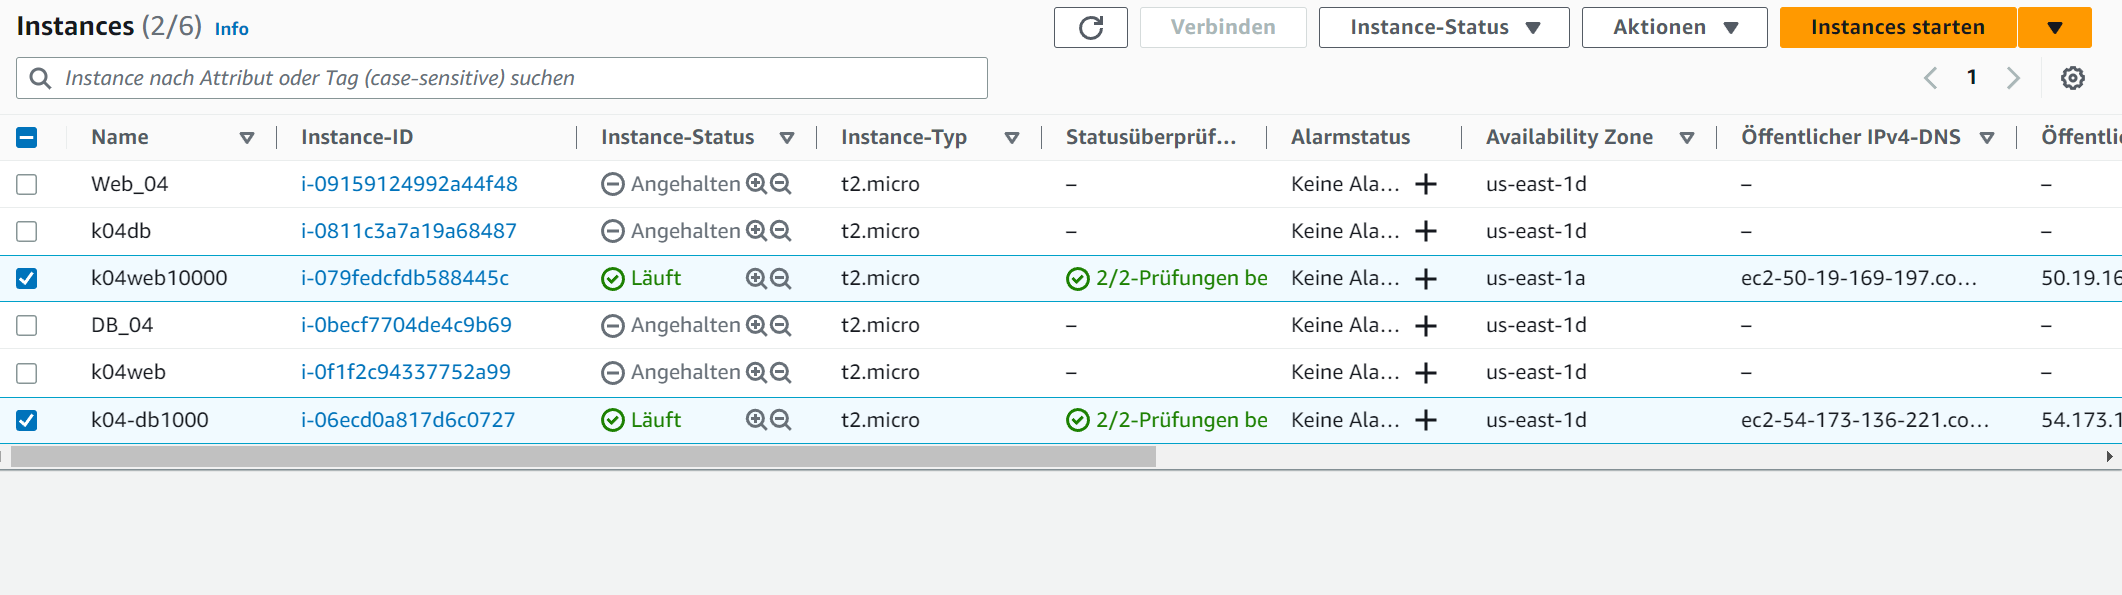 Instances (2/6) Info Verbinden Instance-Status Aktionen Instances starten
Instance nach Attribut oder Tag (case-sensitive) suchen 1
Name Instance-ID Instance-Status Instance-Typ Statusüberprüf... Alarmstatus Availability Zone Öffentlicher IPv4-DNS Öffentlic
Web_04 i-09159124992a44f48 Angehalten t2.micro – Keine Ala... + us-east-1d – –
k04db i-0811c3a7a19a68487 Angehalten t2.micro – Keine Ala... + us-east-1d – –
k04web10000 i-079fedcfdb588445c Läuft t2.micro 2/2-Prüfungen be Keine Ala... + us-east-1a ec2-50-19-169-197.co... 50.19.16
DB_04 i-0becf7704de4c9b69 Angehalten t2.micro – Keine Ala... + us-east-1d – –
k04web i-0f1f2c94337752a99 Angehalten t2.micro – Keine Ala... + us-east-1d – –
k04-db1000 i-06ecd0a817d6c0727 Läuft t2.micro 2/2-Prüfungen be Keine Ala... + us-east-1d ec2-54-173-136-221.co... 54.173.1